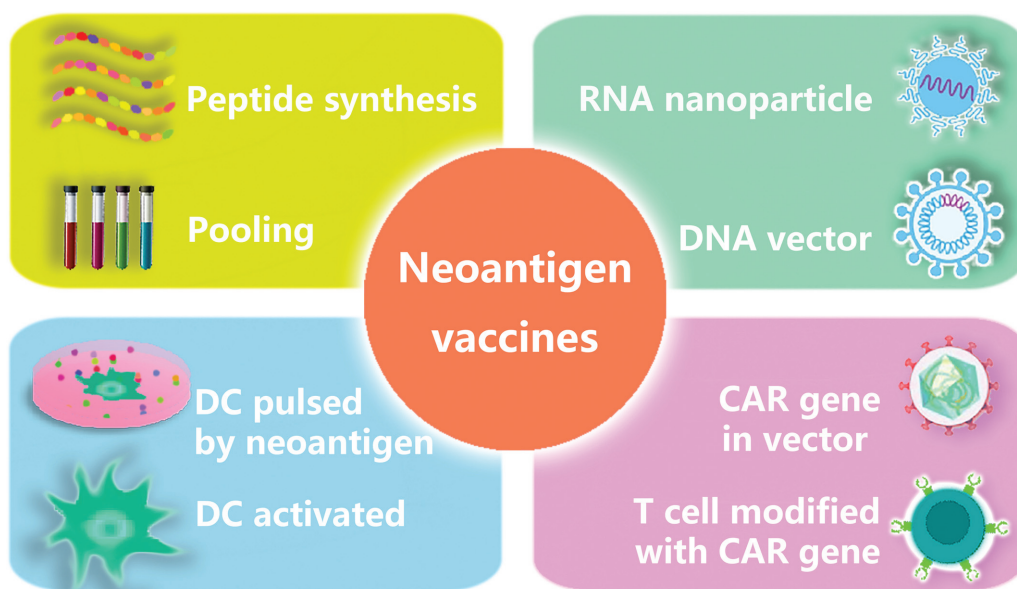 Peptide synthesis
Pooling
RNA nanoparticle
DNA vector
Neoantigen
vaccines
DC pulsed
by neoantigen
DC activated
CAR gene
in vector
T cell modified
with CAR gene